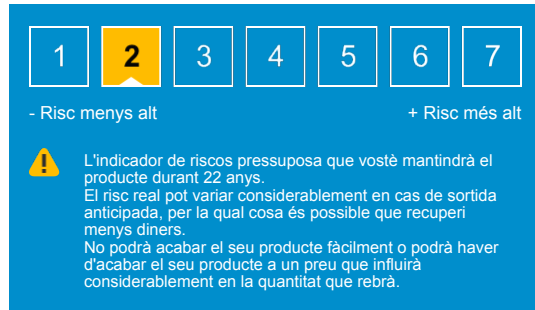 1 2 3 4 5 6 7
- Risc menys alt + Risc més alt
!
L'indicador de riscos pressuposa que vostè mantindrà el
producte durant 22 anys.
El risc real pot variar considerablement en cas de sortida
anticipada, per la qual cosa és possible que recuperi
menys diners.
No podrà acabar el seu producte fàcilment o podrà haver
d'acabar el seu producte a un preu que influirà
considerablement en la quantitat que rebrà.